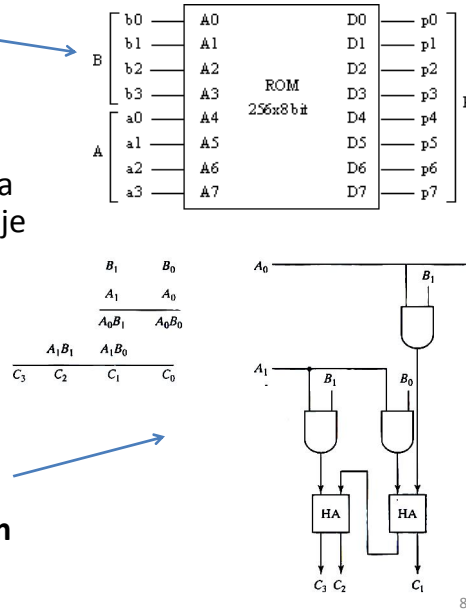 b0 A0 D0 p0
b1 A1 D1 p1
B b2 A2 D2 p2
b3 A3 ROM D3 p3
a0 A4 256x8bit D4 p4
A a1 A5 D5 p5
a2 A6 D6 p6
a3 A7 D7 p7
a
je
B₁ B₀
A₁ A₀
A₀B₁ A₀B₀
A₁B₁ A₁B₀
C₃ C₂ C₁ C₀
A₀
B₁
A₁
B₁ B₀
HA HA
C₃ C₂ C₁
m
8